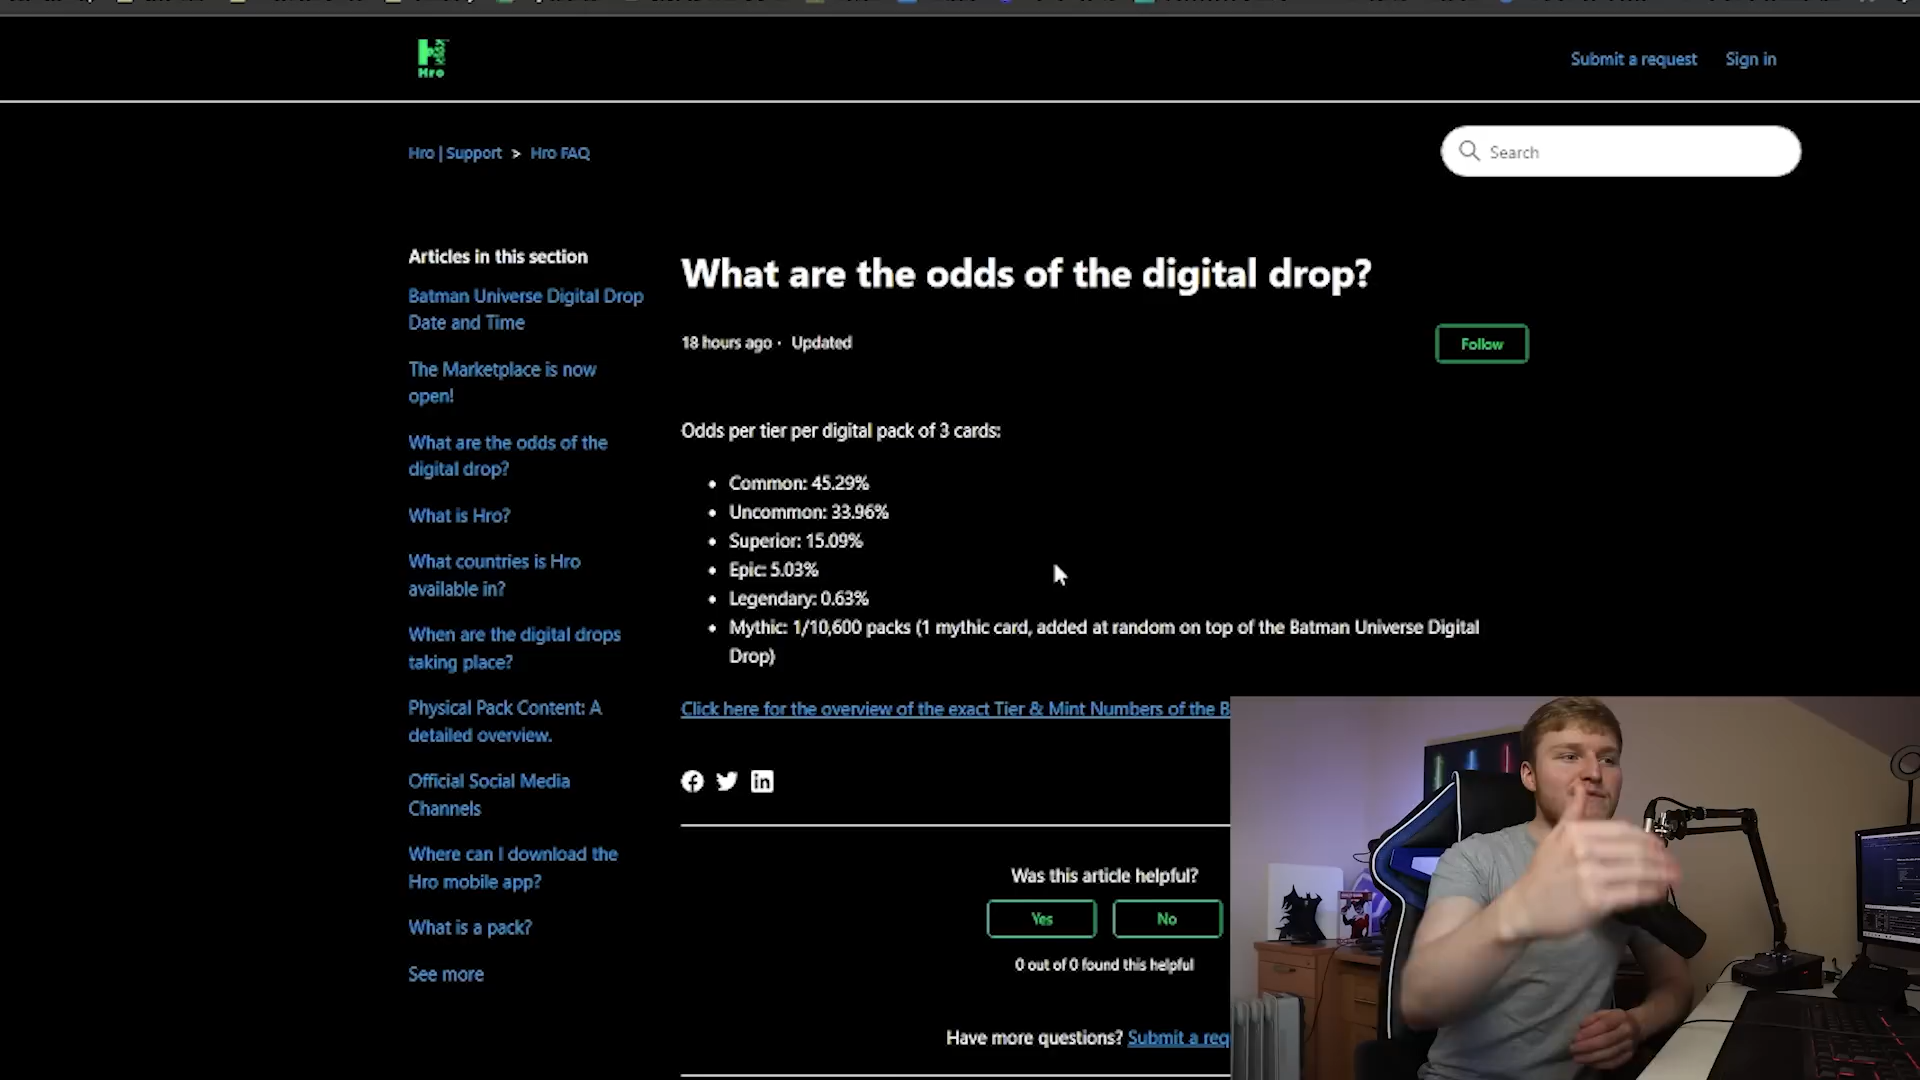 Hro
Submit a request
Sign in
Hro | Support > Hro FAQ
Search
Articles in this section
Batman Universe Digital Drop
Date and Time
The Marketplace is now
open!
What are the odds of the
digital drop?
What is Hro?
What countries is Hro
available in?
When are the digital drops
taking place?
Physical Pack Content: A
detailed overview.
Official Social Media
Channels
Where can I download the
Hro mobile app?
What is a pack?
See more
What are the odds of the digital drop?
18 hours ago · Updated
Follow
Odds per tier per digital pack of 3 cards:
• Common: 45.29%
• Uncommon: 33.96%
• Superior: 15.09%
• Epic: 5.03%
• Legendary: 0.63%
• Mythic: 1/10,600 packs (1 mythic card, added at random on top of the Batman Universe Digital
Drop)
Click here for the overview of the exact Tier & Mint Numbers of the B
Was this article helpful?
Yes
No
0 out of 0 found this helpful
Have more questions? Submit a req